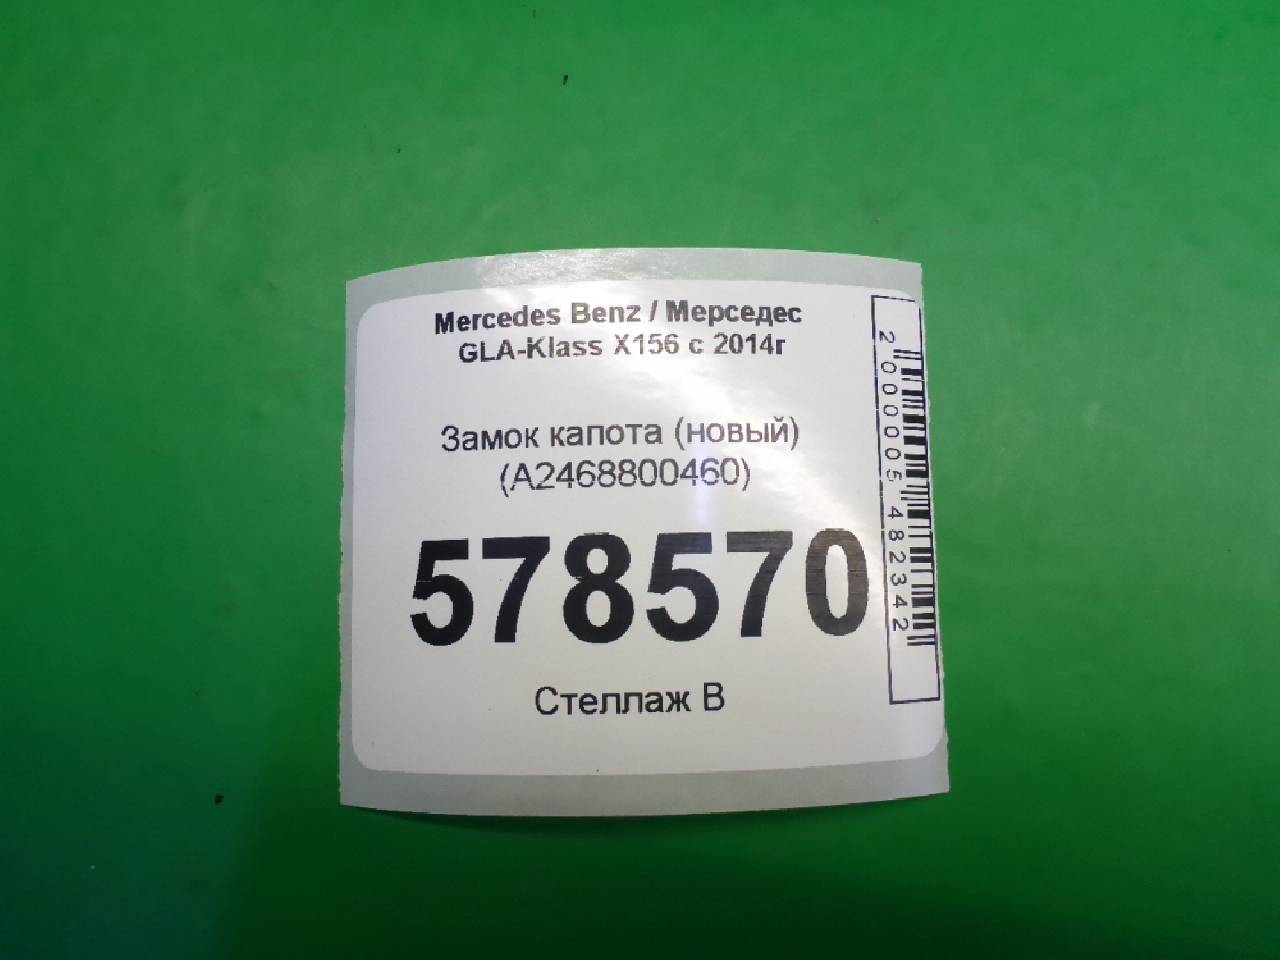 Mercedes Benz / Мерседес
GLA-Klass X156 с 2014г
Замок капота (новый)
(A2468800460)
578570
Стеллаж В
2000005482342